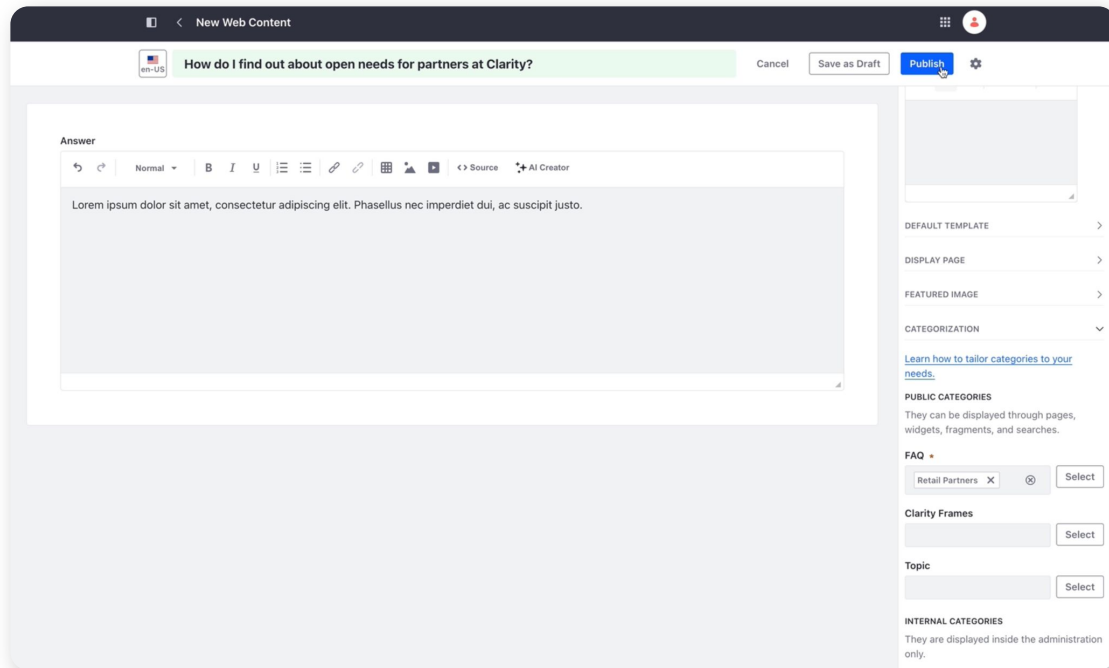 New Web Content
en-US
How do I find out about open needs for partners at Clarity?
Cancel
Save as Draft
Publish
Answer
Normal
B I U
<> Source
AI Creator
Lorem ipsum dolor sit amet, consectetur adipiscing elit. Phasellus nec imperdiet dui, ac suscipit justo.
DEFAULT TEMPLATE
DISPLAY PAGE
FEATURED IMAGE
CATEGORIZATION
Learn how to tailor categories to your
needs.
PUBLIC CATEGORIES
They can be displayed through pages,
widgets, fragments, and searches.
FAQ
Retail Partners
Select
Clarity Frames
Select
Topic
Select
INTERNAL CATEGORIES
They are displayed inside the administration
only.